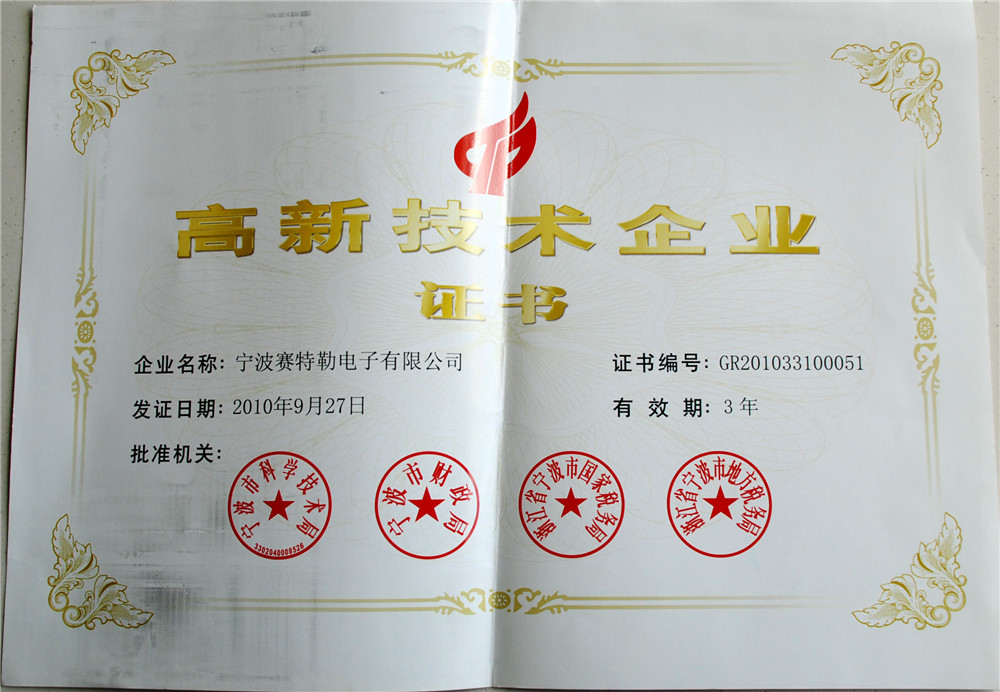 高新技术企业
证书
企业名称: 宁波赛特勒电子有限公司
证书编号: GR201033100051
发证日期: 2010年9月27日
有 效 期: 3 年
批准机关:
宁波市科学技术局
3302040008526
宁波市财政局
浙江省宁波市国家税务局
浙江省宁波市地方税务局